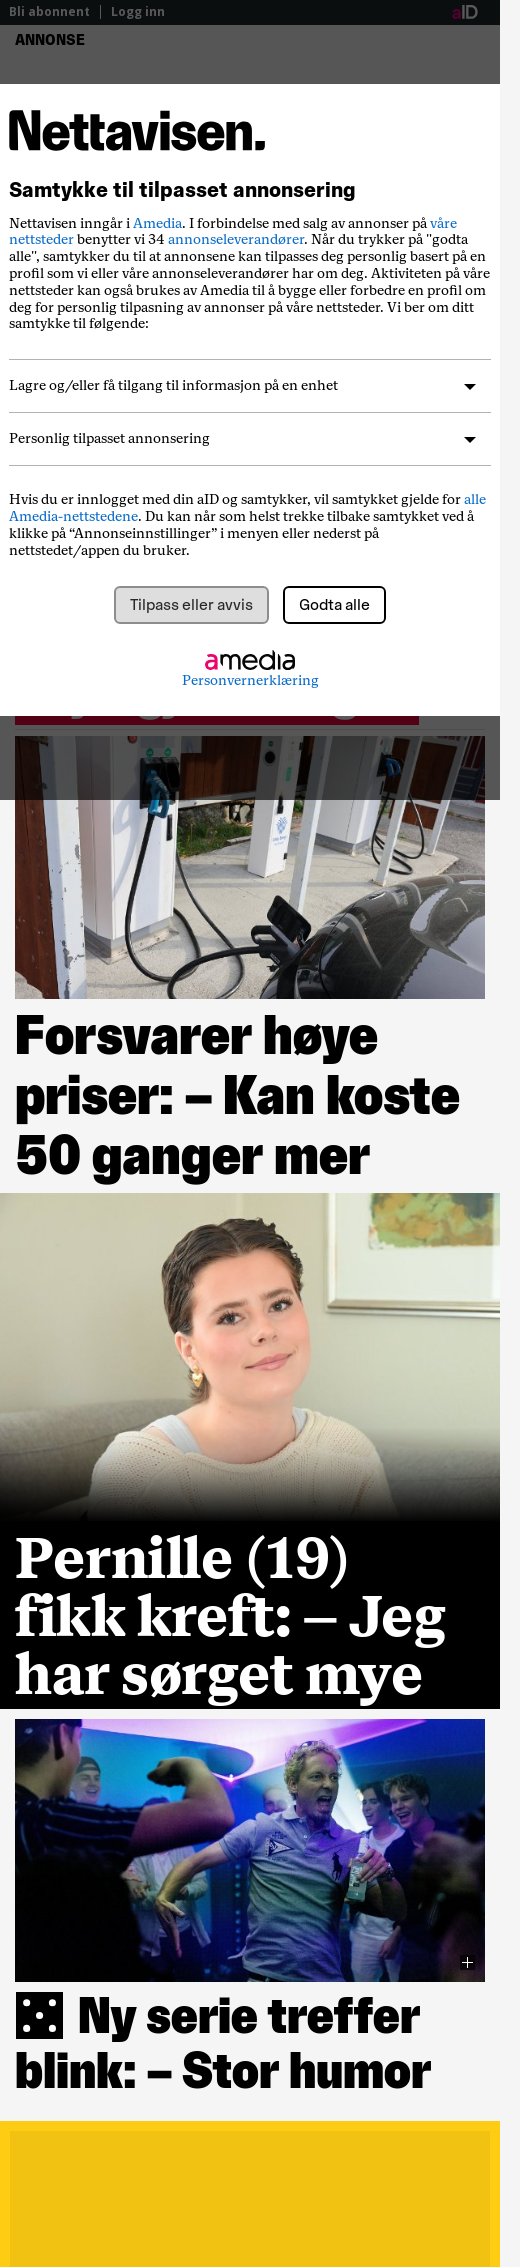 Bli abonnent
Logg inn
aID
ANNONSE
Nettavisen.
Samtykke til tilpasset annonsering
Nettavisen inngår i Amedia. I forbindelse med salg av annonser på våre
nettsteder benytter vi 34 annonseleverandører. Når du trykker på "godta
alle", samtykker du til at annonsene kan tilpasses deg personlig basert på en
profil som vi eller våre annonseleverandører har om deg. Aktiviteten på våre
nettsteder kan også brukes av Amedia til å bygge eller forbedre en profil om
deg for personlig tilpasning av annonser på våre nettsteder. Vi ber om ditt
samtykke til følgende:
Lagre og/eller få tilgang til informasjon på en enhet
Personlig tilpasset annonsering
Hvis du er innlogget med din aID og samtykker, vil samtykket gjelde for alle
Amedia-nettstedene. Du kan når som helst trekke tilbake samtykket ved å
klikke på “Annonseinnstillinger” i menyen eller nederst på
nettstedet/appen du bruker.
Tilpass eller avvis
Godta alle
amedia
Personvernerklæring
Forsvarer høye
priser: – Kan koste
50 ganger mer
Pernille (19)
fikk kreft: – Jeg
har sørget mye
Ny serie treffer
blink: – Stor humor